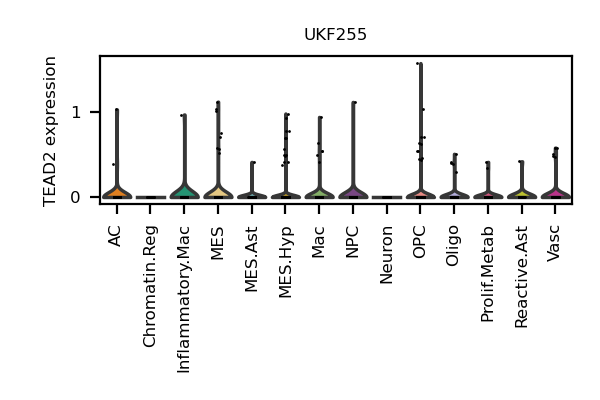 UKF255
TEAD2 expression
1
0
AC
Chromatin.Reg
Inflammatory.Mac
MES
MES.Ast
MES.Hyp
Mac
NPC
Neuron
OPC
Oligo
Prolif.Metab
Reactive.Ast
Vasc